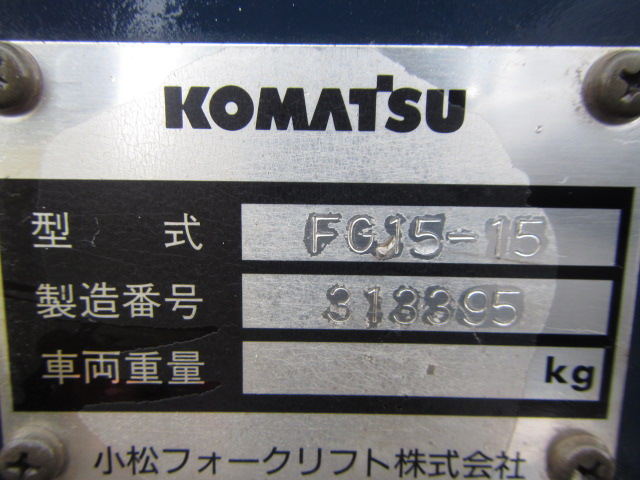 KOMATSU
型 式 FG15-15
製造番号 313395
車両重量 kg
小松フォークリフト株式会社